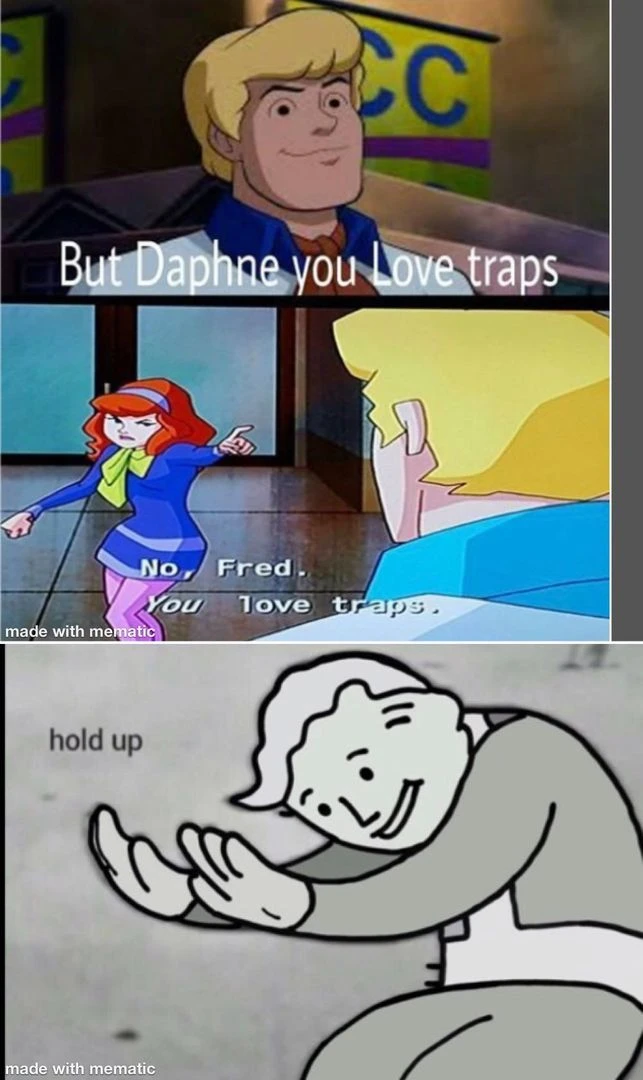 CC
But Daphne you Love traps
No, Fred.
You love traps.
made with mematic
hold up
made with mematic